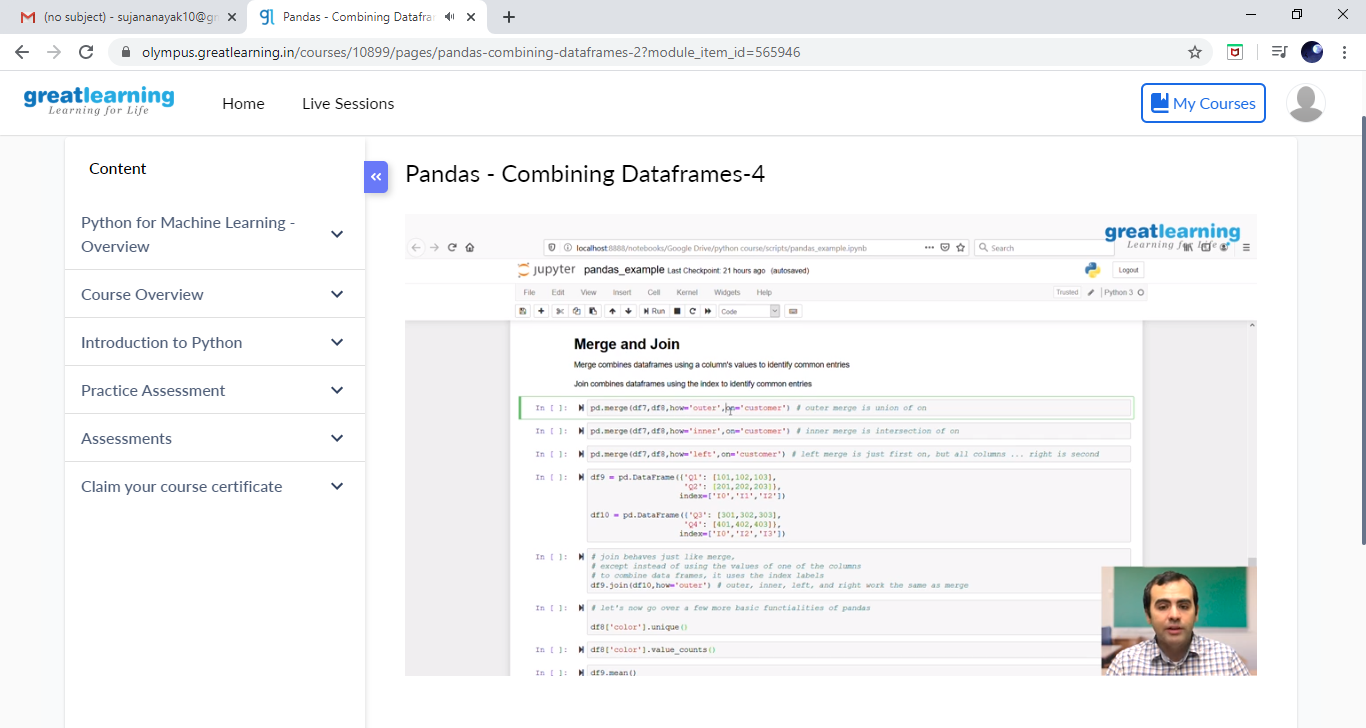 (no subject) - sujananayak10@gr
Pandas - Combining Datafra
olympus.greatlearning.in/courses/10899/pages/pandas-combining-dataframes-2?module_item_id=565946
greatlearning
Learning for Life
Home
Live Sessions
My Courses
Content
Python for Machine Learning -
Overview
Course Overview
Introduction to Python
Practice Assessment
Assessments
Claim your course certificate
Pandas - Combining Dataframes-4
localhost:8888/notebooks/Google Drive/python course/scripts/pandas_example.ipynb
Search
greatlearning
Learning for Life
jupyter pandas_example Last Checkpoint: 21 hours ago (autosaved)
Logout
File Edit View Insert Cell Kernel Widgets Help
Trusted Python 3
Run Code
Merge and Join
Merge combines dataframes using a column's values to identify common entries
Join combines dataframes using the index to identify common entries
In [ ]: pd.merge(df7,df8,how='outer',on='customer') # outer merge is union of on
In [ ]: pd.merge(df7,df8,how='inner',on='customer') # inner merge is intersection of on
In [ ]: pd.merge(df7,df8,how='left',on='customer') # left merge is just first on, but all columns ... right is second
In [ ]: df9 = pd.DataFrame({'Q1': [101,102,103],
'Q2': [201,202,203]},
index=['I0','I1','I2'])
df10 = pd.DataFrame({'Q3': [301,302,303],
'Q4': [401,402,403]},
index=['I0','I2','I3'])
In [ ]: # join behaves just like merge,
# except instead of using the values of one of the columns
# to combine data frames, it uses the index labels
df9.join(df10,how='outer') # outer, inner, left, and right work the same as merge
In [ ]: # let's now go over a few more basic functialities of pandas
df8['color'].unique()
In [ ]: df8['color'].value_counts()
In [ ]: df9.mean()